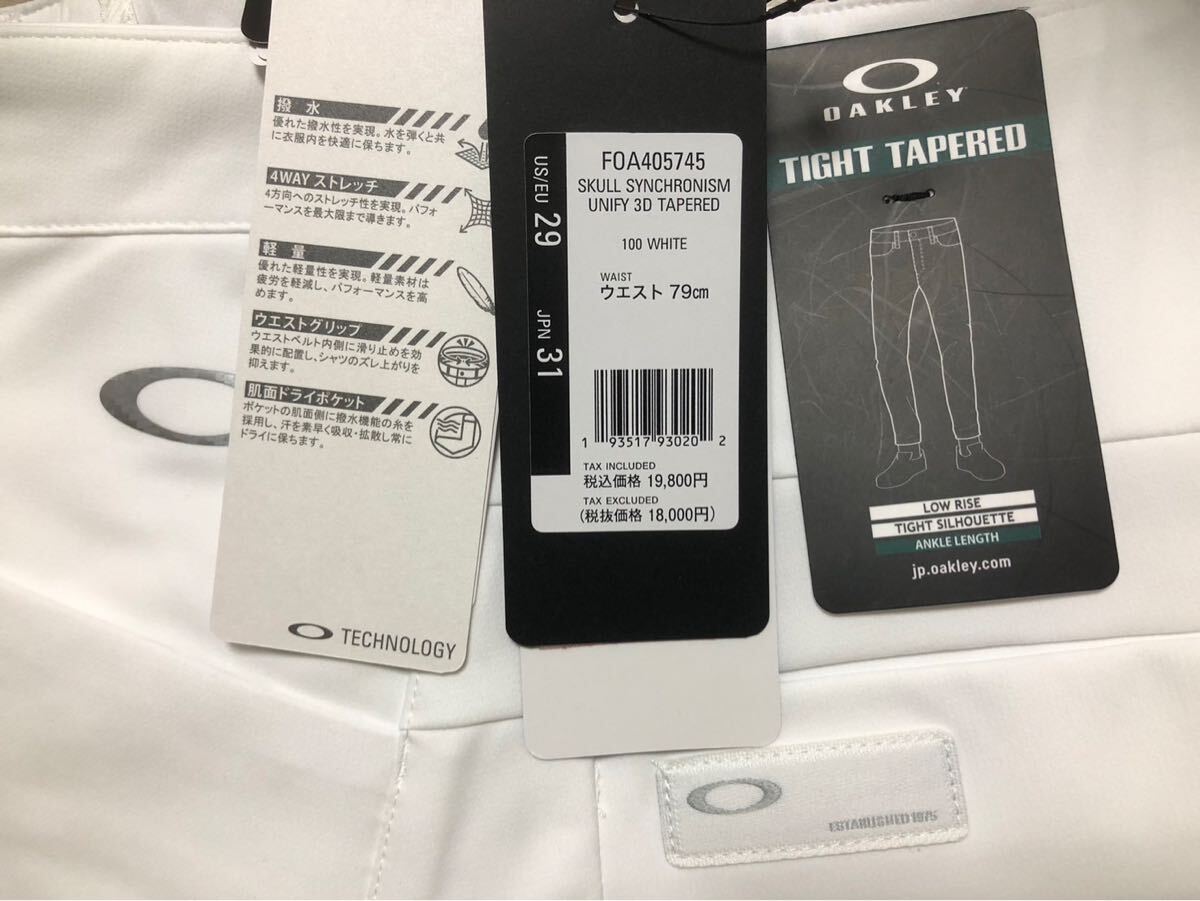 撥 水
優れた撥水性を実現。水を弾くと共
に衣服内を快適に保ちます。
4WAY ストレッチ
4方向へのストレッチ性を実現。パフォ
ーマンスを最大限まで導きます。
軽 量
優れた軽量性を実現。軽量素材は
疲労を軽減し、パフォーマンスを高
めます。
ウエストグリップ
ウエストベルト内側に滑り止めを効
果的に配置し、シャツのズレ上がりを
抑えます。
肌面ドライポケット
ポケットの肌面側に撥水機能の糸を
採用し、汗を素早く吸収・拡散し常に
ドライに保ちます。
TECHNOLOGY
US/EU 29
JPN 31
FOA405745
SKULL SYNCHRONISM
UNIFY 3D TAPERED
100 WHITE
WAIST
ウエスト 79cm
1 93517 93020 2
TAX INCLUDED
税込価格 19,800円
TAX EXCLUDED
(税抜価格 18,000円)
OAKLEY
TIGHT TAPERED
LOW RISE
TIGHT SILHOUETTE
ANKLE LENGTH
jp.oakley.com
ESTABLISHED 1975